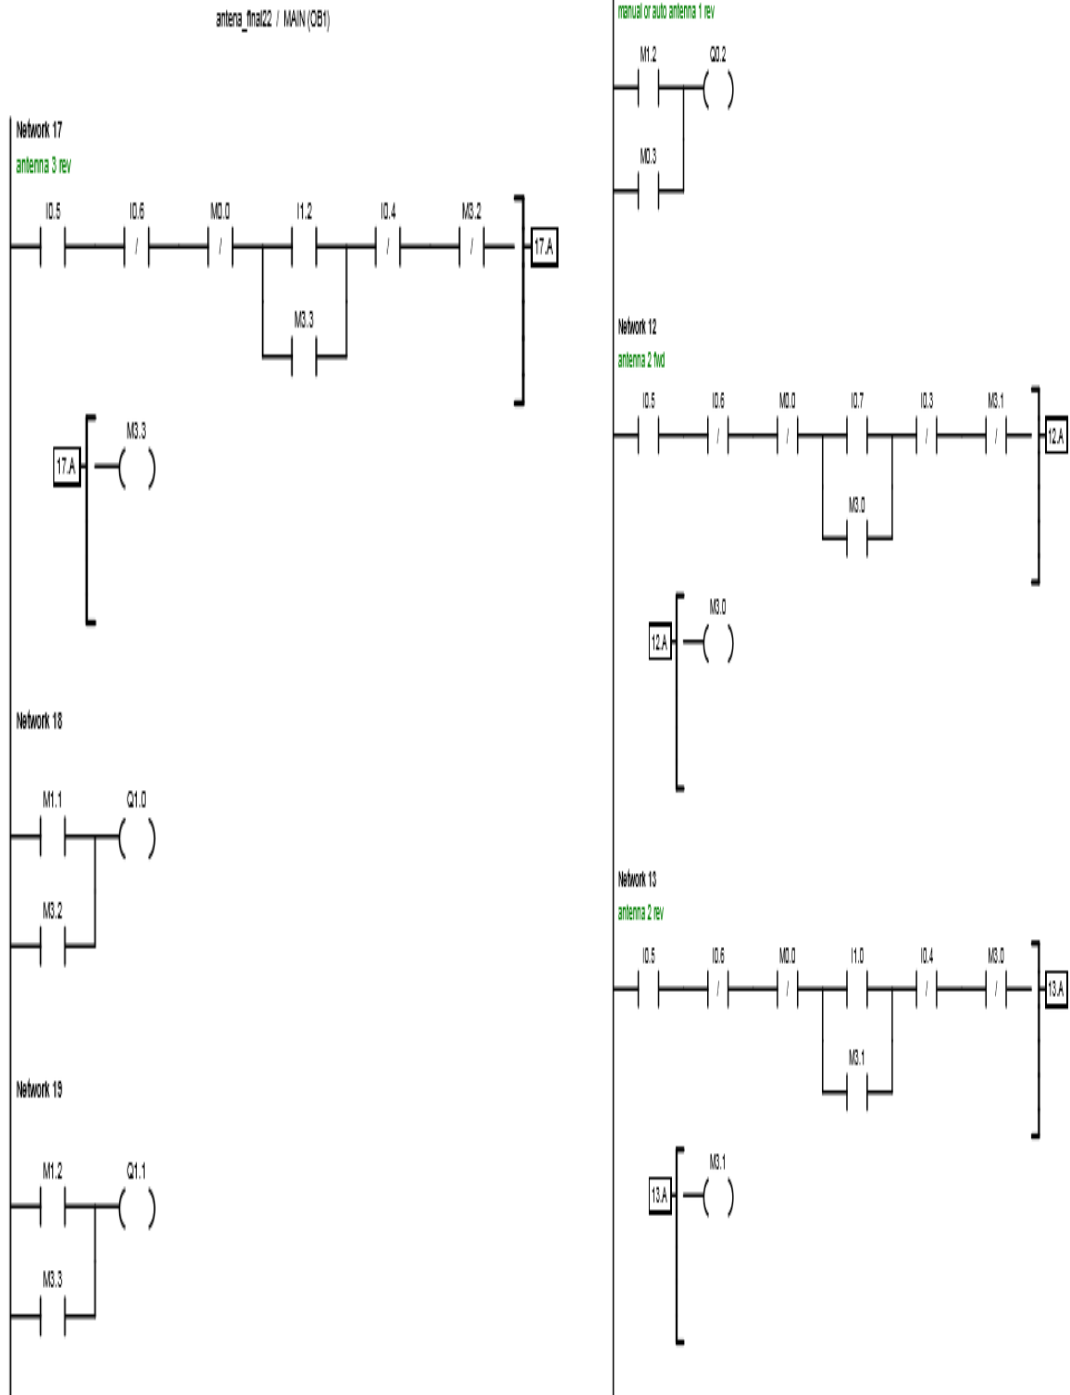 antena_final22 / MAIN (OB1)
Network 17
antenna 3 rev
I0.5 I0.6 M0.0 I1.2 I0.4 M3.2
/ / / /
17.A
M3.3
M3.3
17.A
Network 18
M1.1 Q1.0
M3.2
Network 19
M1.2 Q1.1
M3.3
manual or auto antenna 1 rev
M1.2 Q0.2
M0.3
Network 12
antenna 2 fwd
I0.5 I0.6 M0.0 I0.7 I0.3 M3.1
/ / / /
12.A
M3.0
M3.0
12.A
Network 13
antenna 2 rev
I0.5 I0.6 M0.0 I1.0 I0.4 M3.0
/ / / /
13.A
M3.1
M3.1
13.A